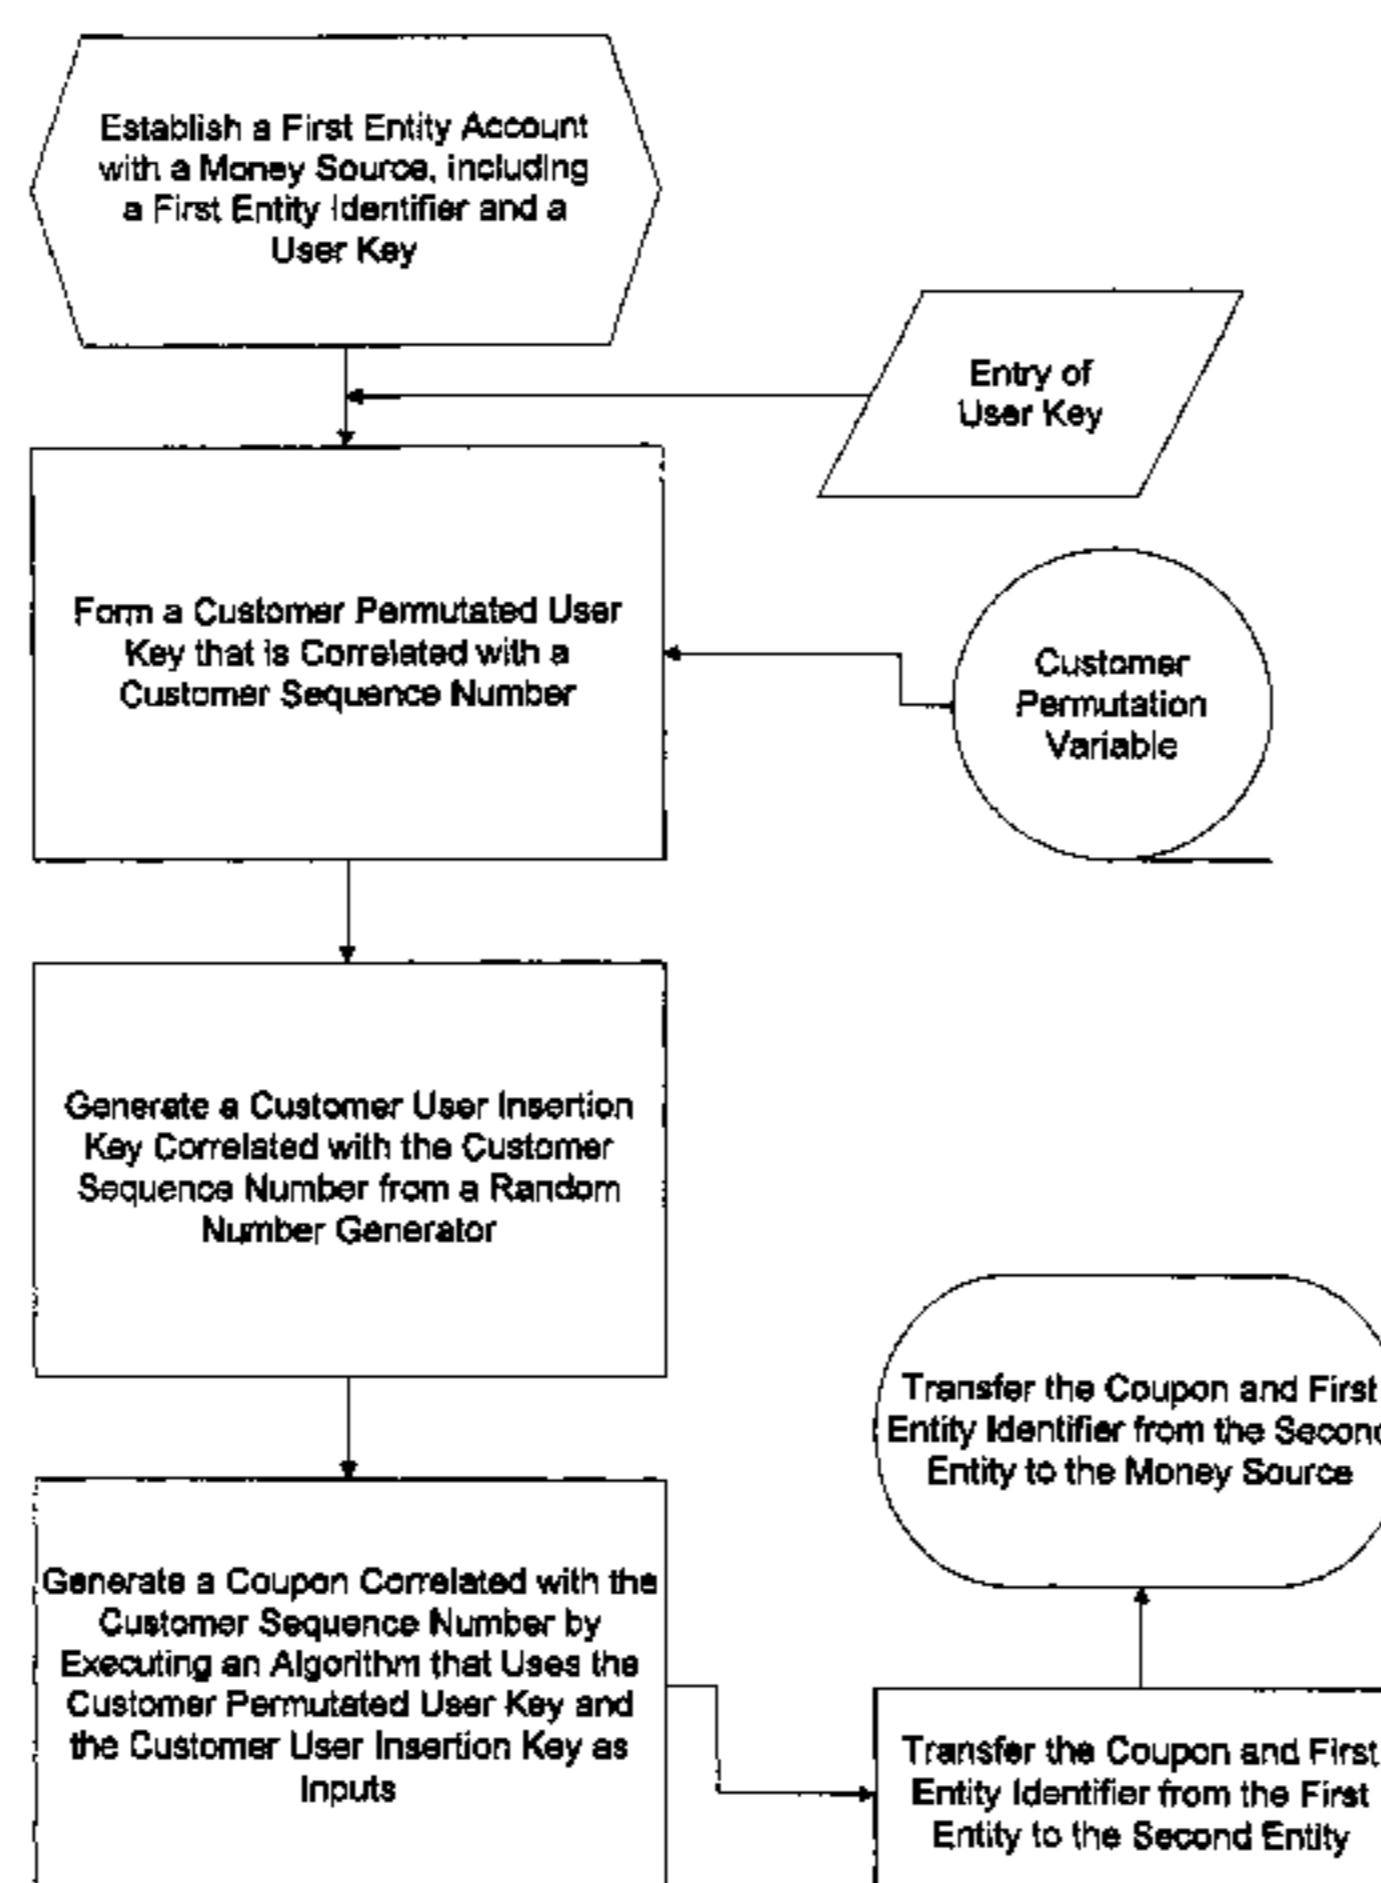 Establish a First Entity Account
with a Money Source, including
a First Entity Identifier and a
User Key
Entry of
User Key
Form a Customer Permutated User
Key that is Correlated with a
Customer Sequence Number
Customer
Permutation
Variable
Generate a Customer User Insertion
Key Correlated with the Customer
Sequence Number from a Random
Number Generator
Generate a Coupon Correlated with the
Customer Sequence Number by
Executing an Algorithm that Uses the
Customer Permutated User Key and
the Customer User Insertion Key as
Inputs
Transfer the Coupon and First
Entity Identifier from the First
Entity to the Second Entity
Transfer the Coupon and First
Entity Identifier from the Second
Entity to the Money Source